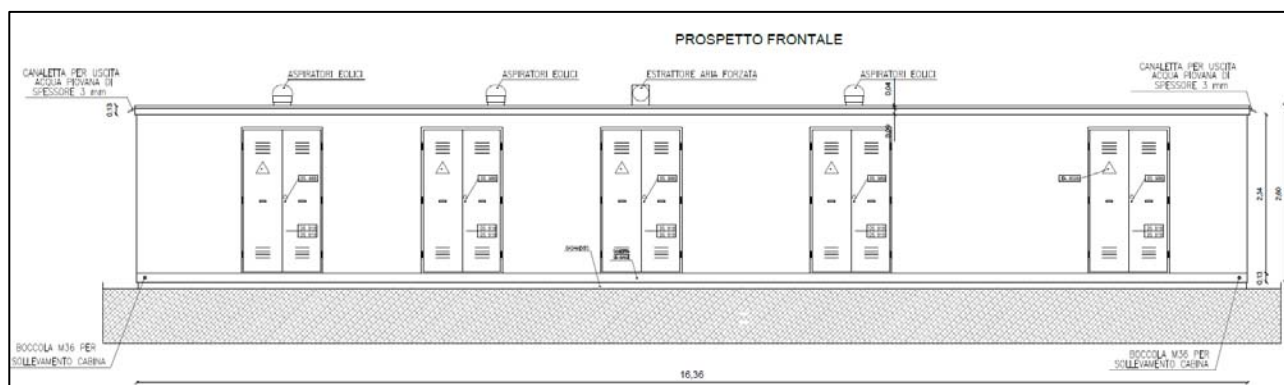 PROSPETTO FRONTALE
CANALETTA PER USCITA
ACQUA PIOVANA DI
SPESSORE 3 mm
ASPIRATORI EOLICI
ASPIRATORI EOLICI
ESTRATTORE ARIA FORZATA
ASPIRATORI EOLICI
CANALETTA PER USCITA
ACQUA PIOVANA DI
SPESSORE 3 mm
0,13
0,04
0,09
2,34
2,60
0,13
BOCCOLA M36 PER
SOLLEVAMENTO CABINA
BOCCOLA M36 PER
SOLLEVAMENTO CABINA
16,36